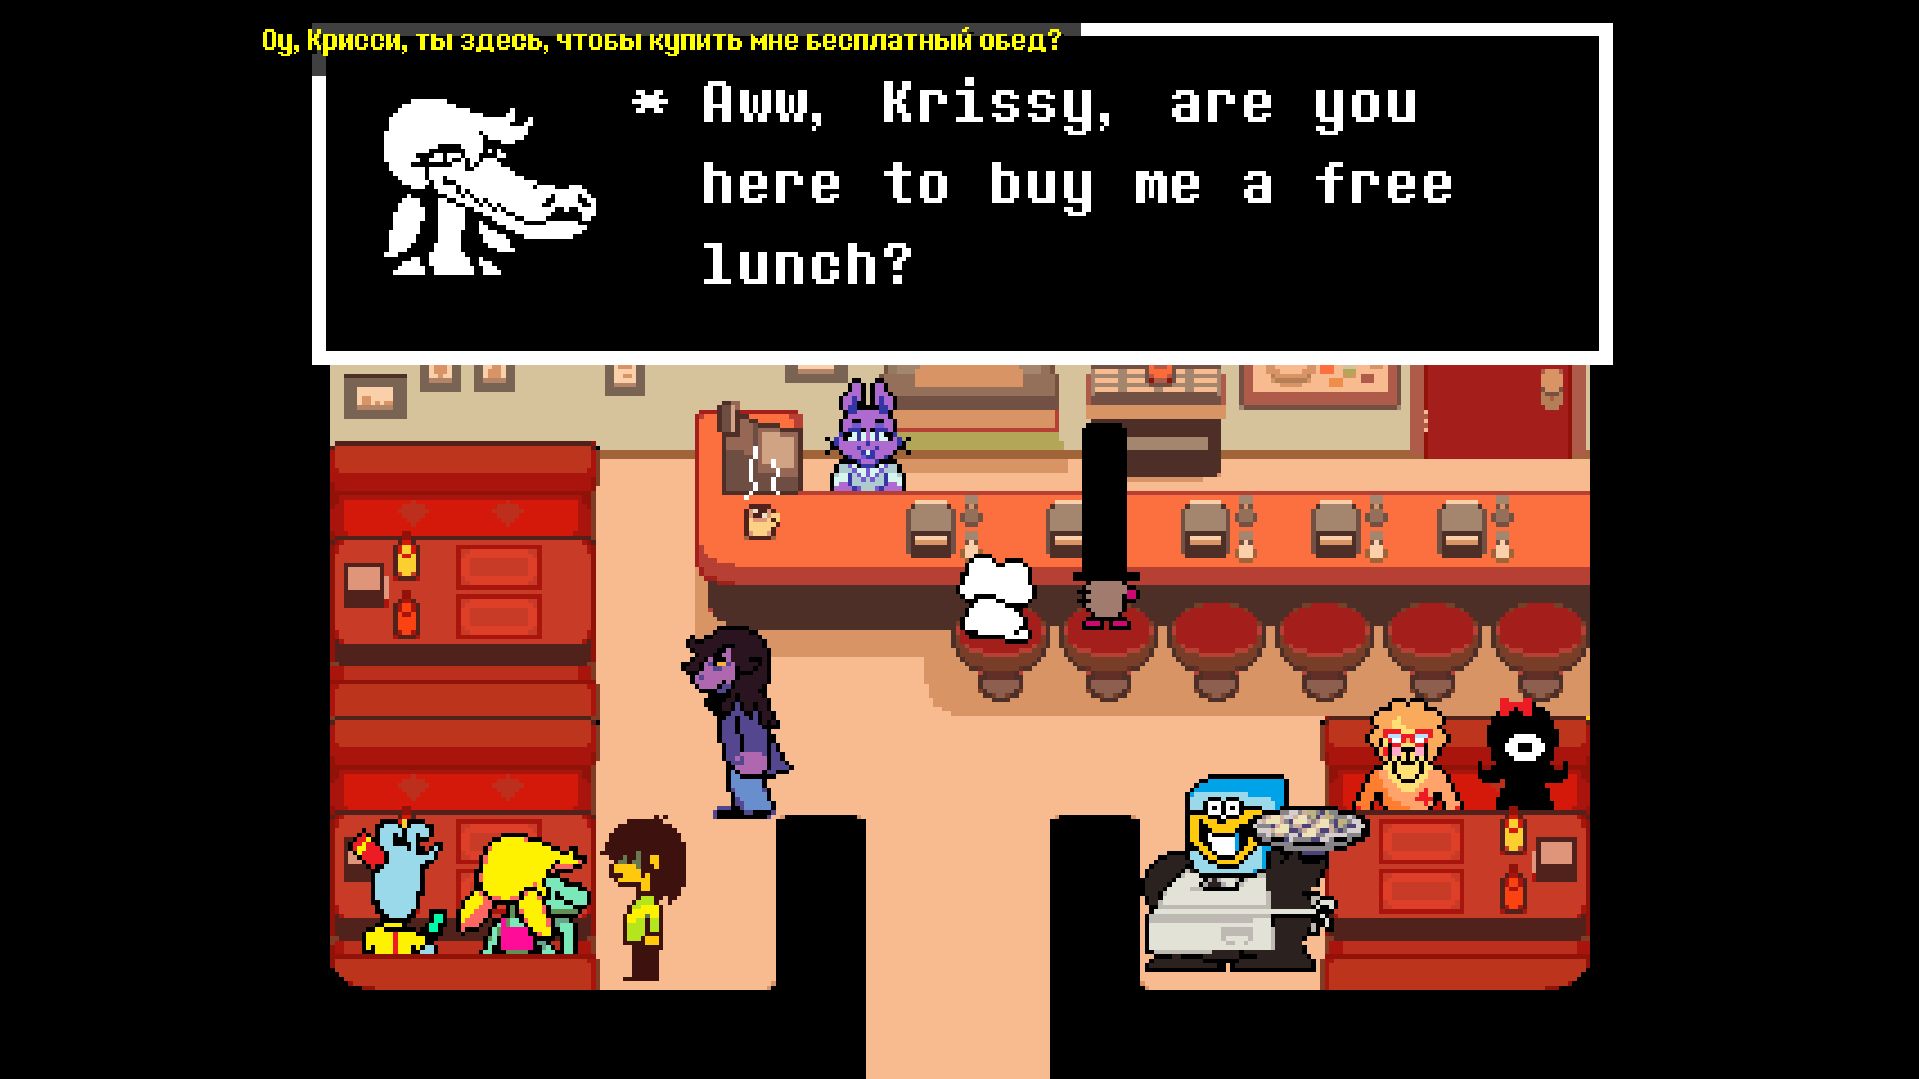 Оу, Крисси, ты здесь, чтобы купить мне бесплатный обед?
* Aww, Krissy, are you
here to buy me a free
lunch?